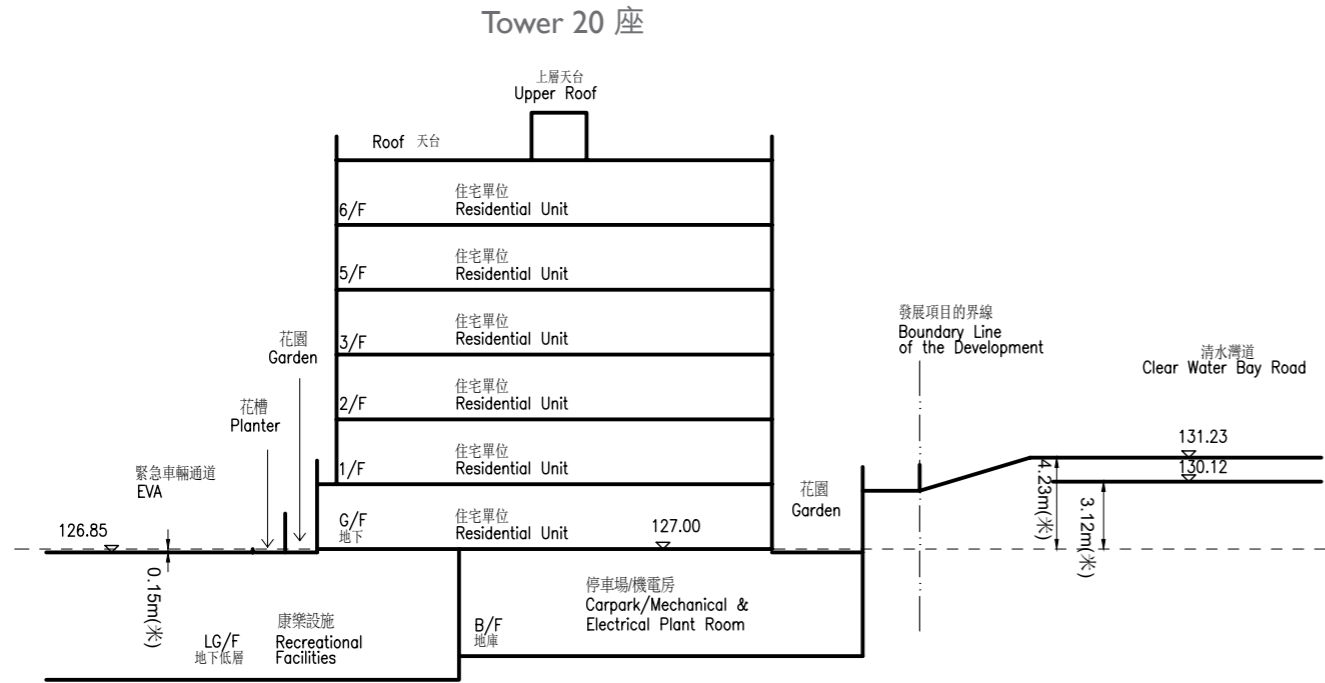 Tower 20 座
上層天台
Upper Roof
Roof 天台
住宅單位
6/F Residential Unit
住宅單位
5/F Residential Unit
住宅單位
3/F Residential Unit
住宅單位
2/F Residential Unit
住宅單位
1/F Residential Unit
住宅單位
G/F Residential Unit
地下
127.00
花園
Garden
花槽
Planter
緊急車輛通道
EVA
126.85
0.15m(米)
康樂設施
LG/F Recreational
地下低層 Facilities
停車場/機電房
Carpark/Mechanical &
B/F Electrical Plant Room
地庫
花園
Garden
發展項目的界線
Boundary Line
of the Development
清水灣道
Clear Water Bay Road
131.23
130.12
4.23m(米)
3.12m(米)